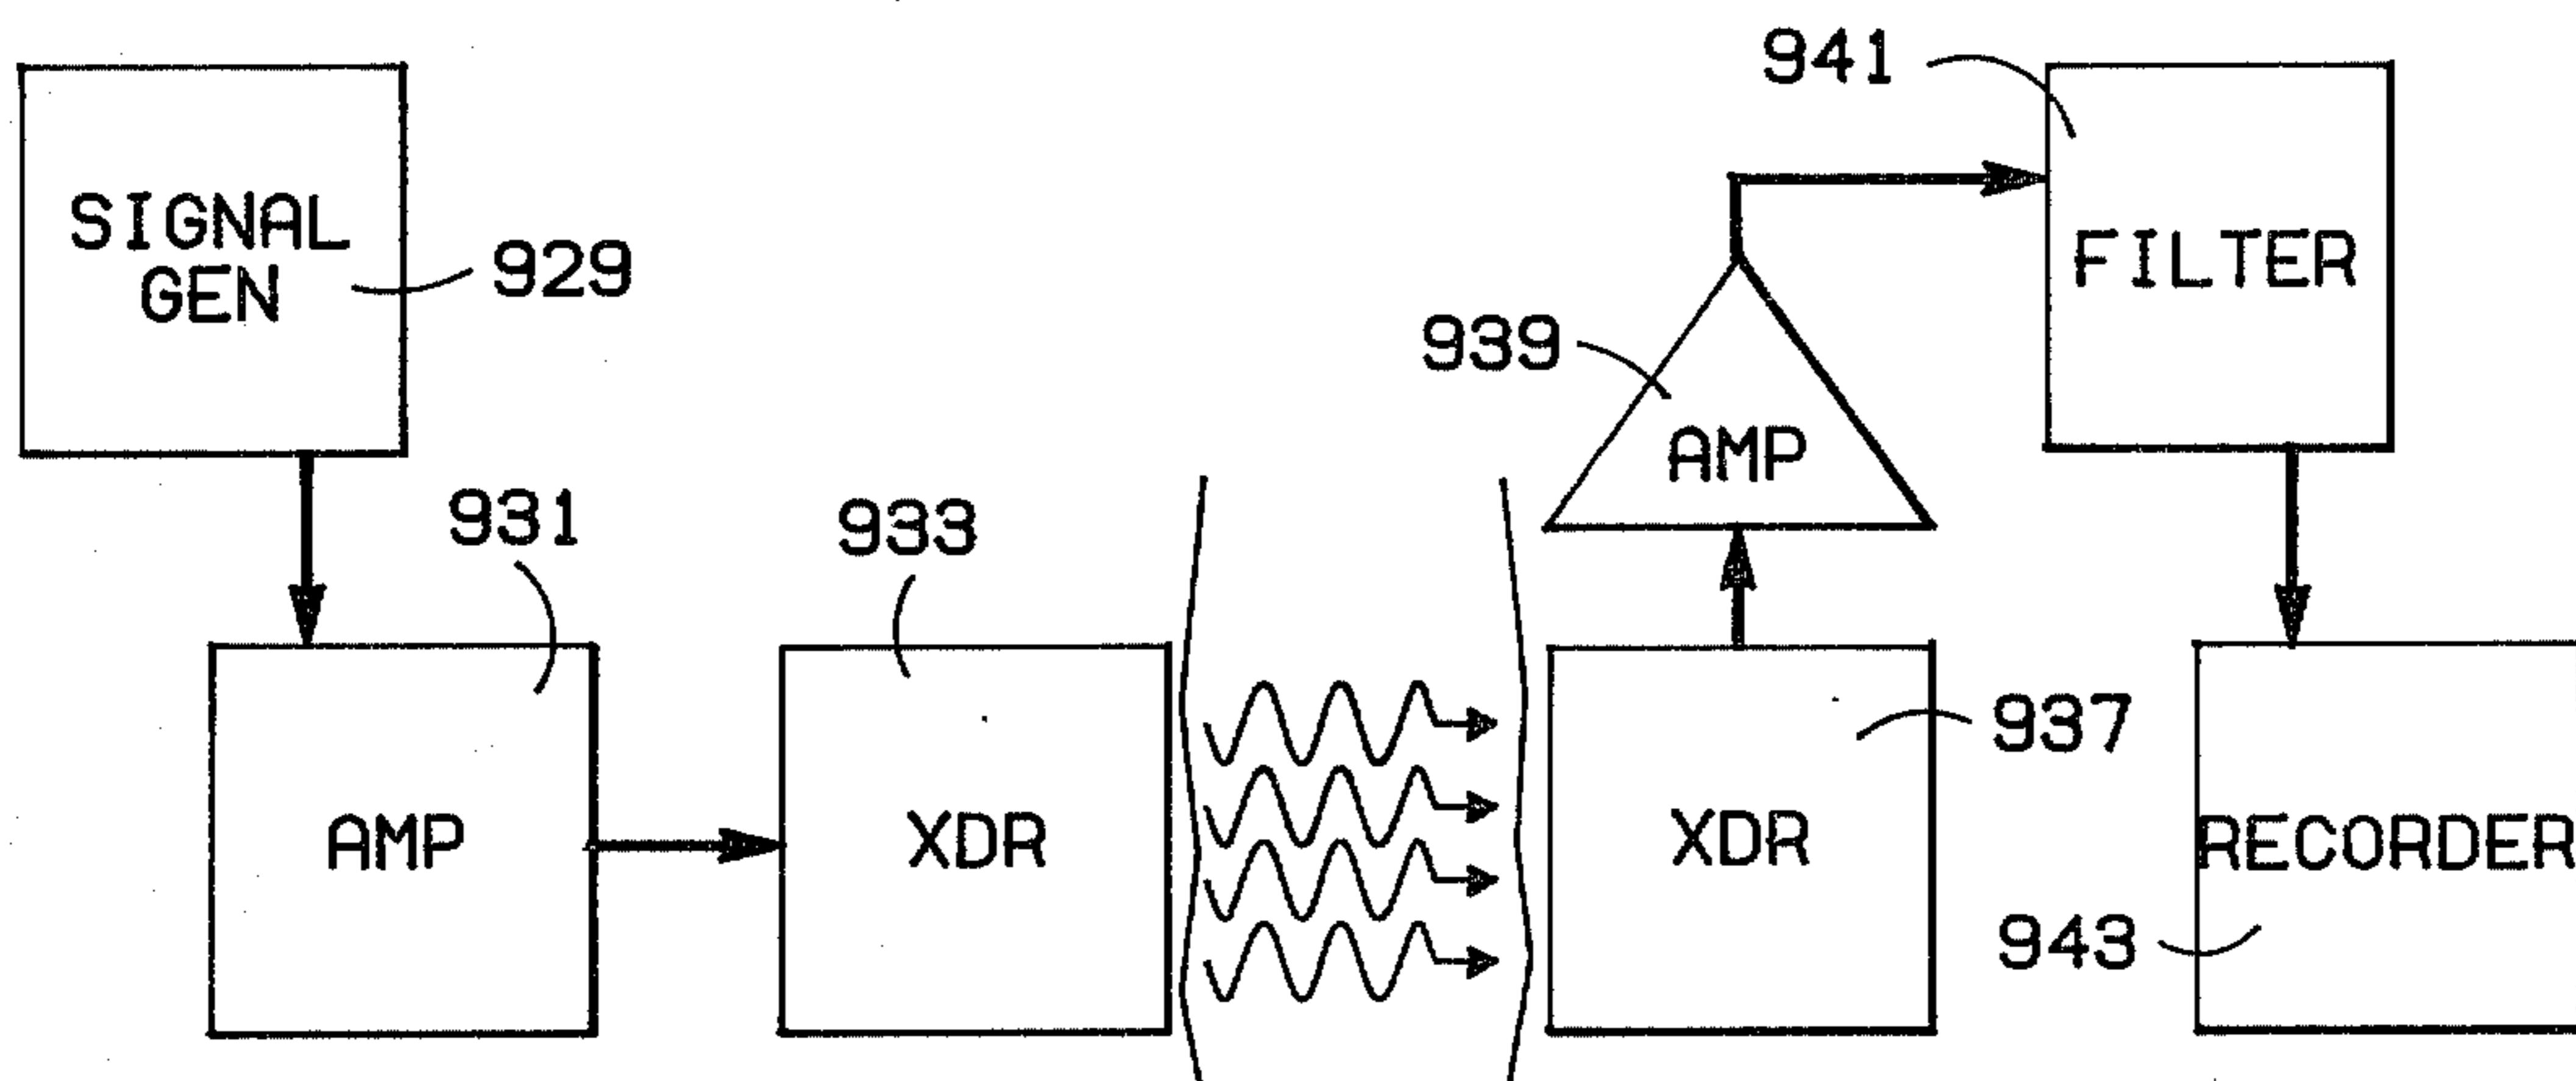 941
SIGNAL
GEN
929
FILTER
939
AMP
931
933
AMP
XDR
XDR
937
RECORDER
943